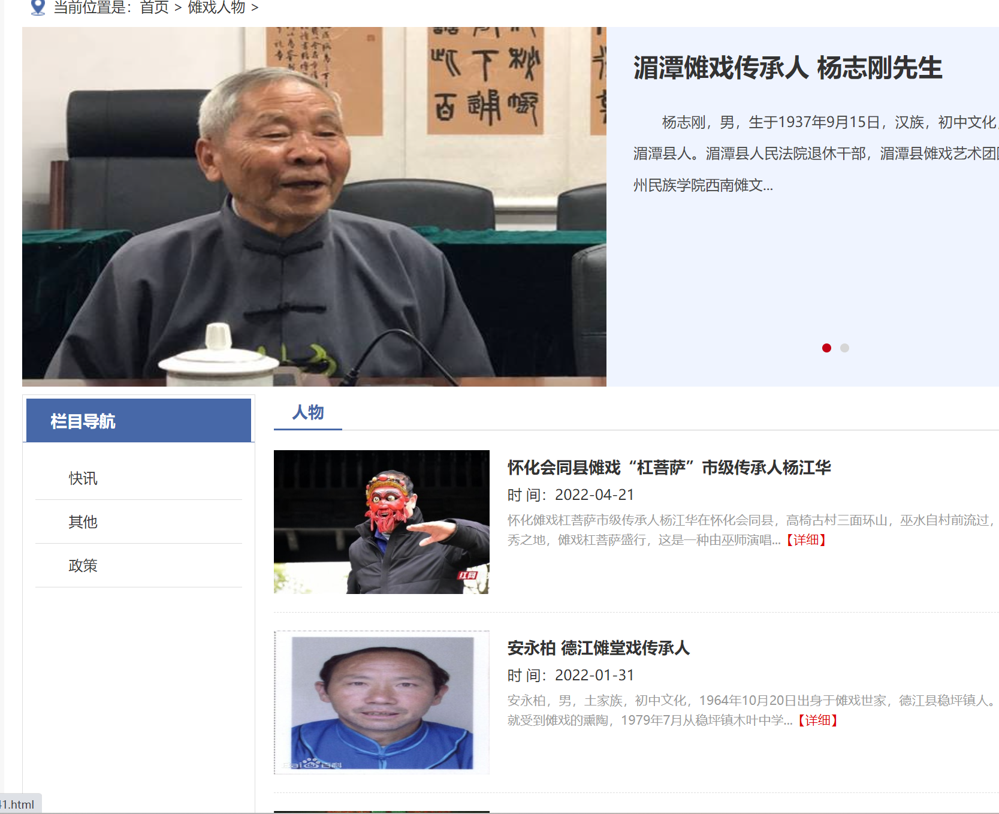 当前位置是：首页 > 傩戏人物 >
湄潭傩戏传承人 杨志刚先生
杨志刚，男，生于1937年9月15日，汉族，初中文化，
湄潭县人。湄潭县人民法院退休干部，湄潭县傩戏艺术团
州民族学院西南傩文...
栏目导航
快讯
其他
政策
人物
怀化会同县傩戏“杠菩萨”市级传承人杨江华
时 间：2022-04-21
怀化傩戏杠菩萨市级传承人杨江华在怀化会同县，高椅古村三面环山，巫水自村前流过，
秀之地，傩戏杠菩萨盛行，这是一种由巫师演唱...【详细】
红网
安永柏 德江傩堂戏传承人
时 间：2022-01-31
安永柏，男，土家族，初中文化，1964年10月20日出身于傩戏世家，德江县稳坪镇人。
就受到傩戏的熏陶，1979年7月从稳坪镇木叶中学...【详细】
Bai 百科
41.html